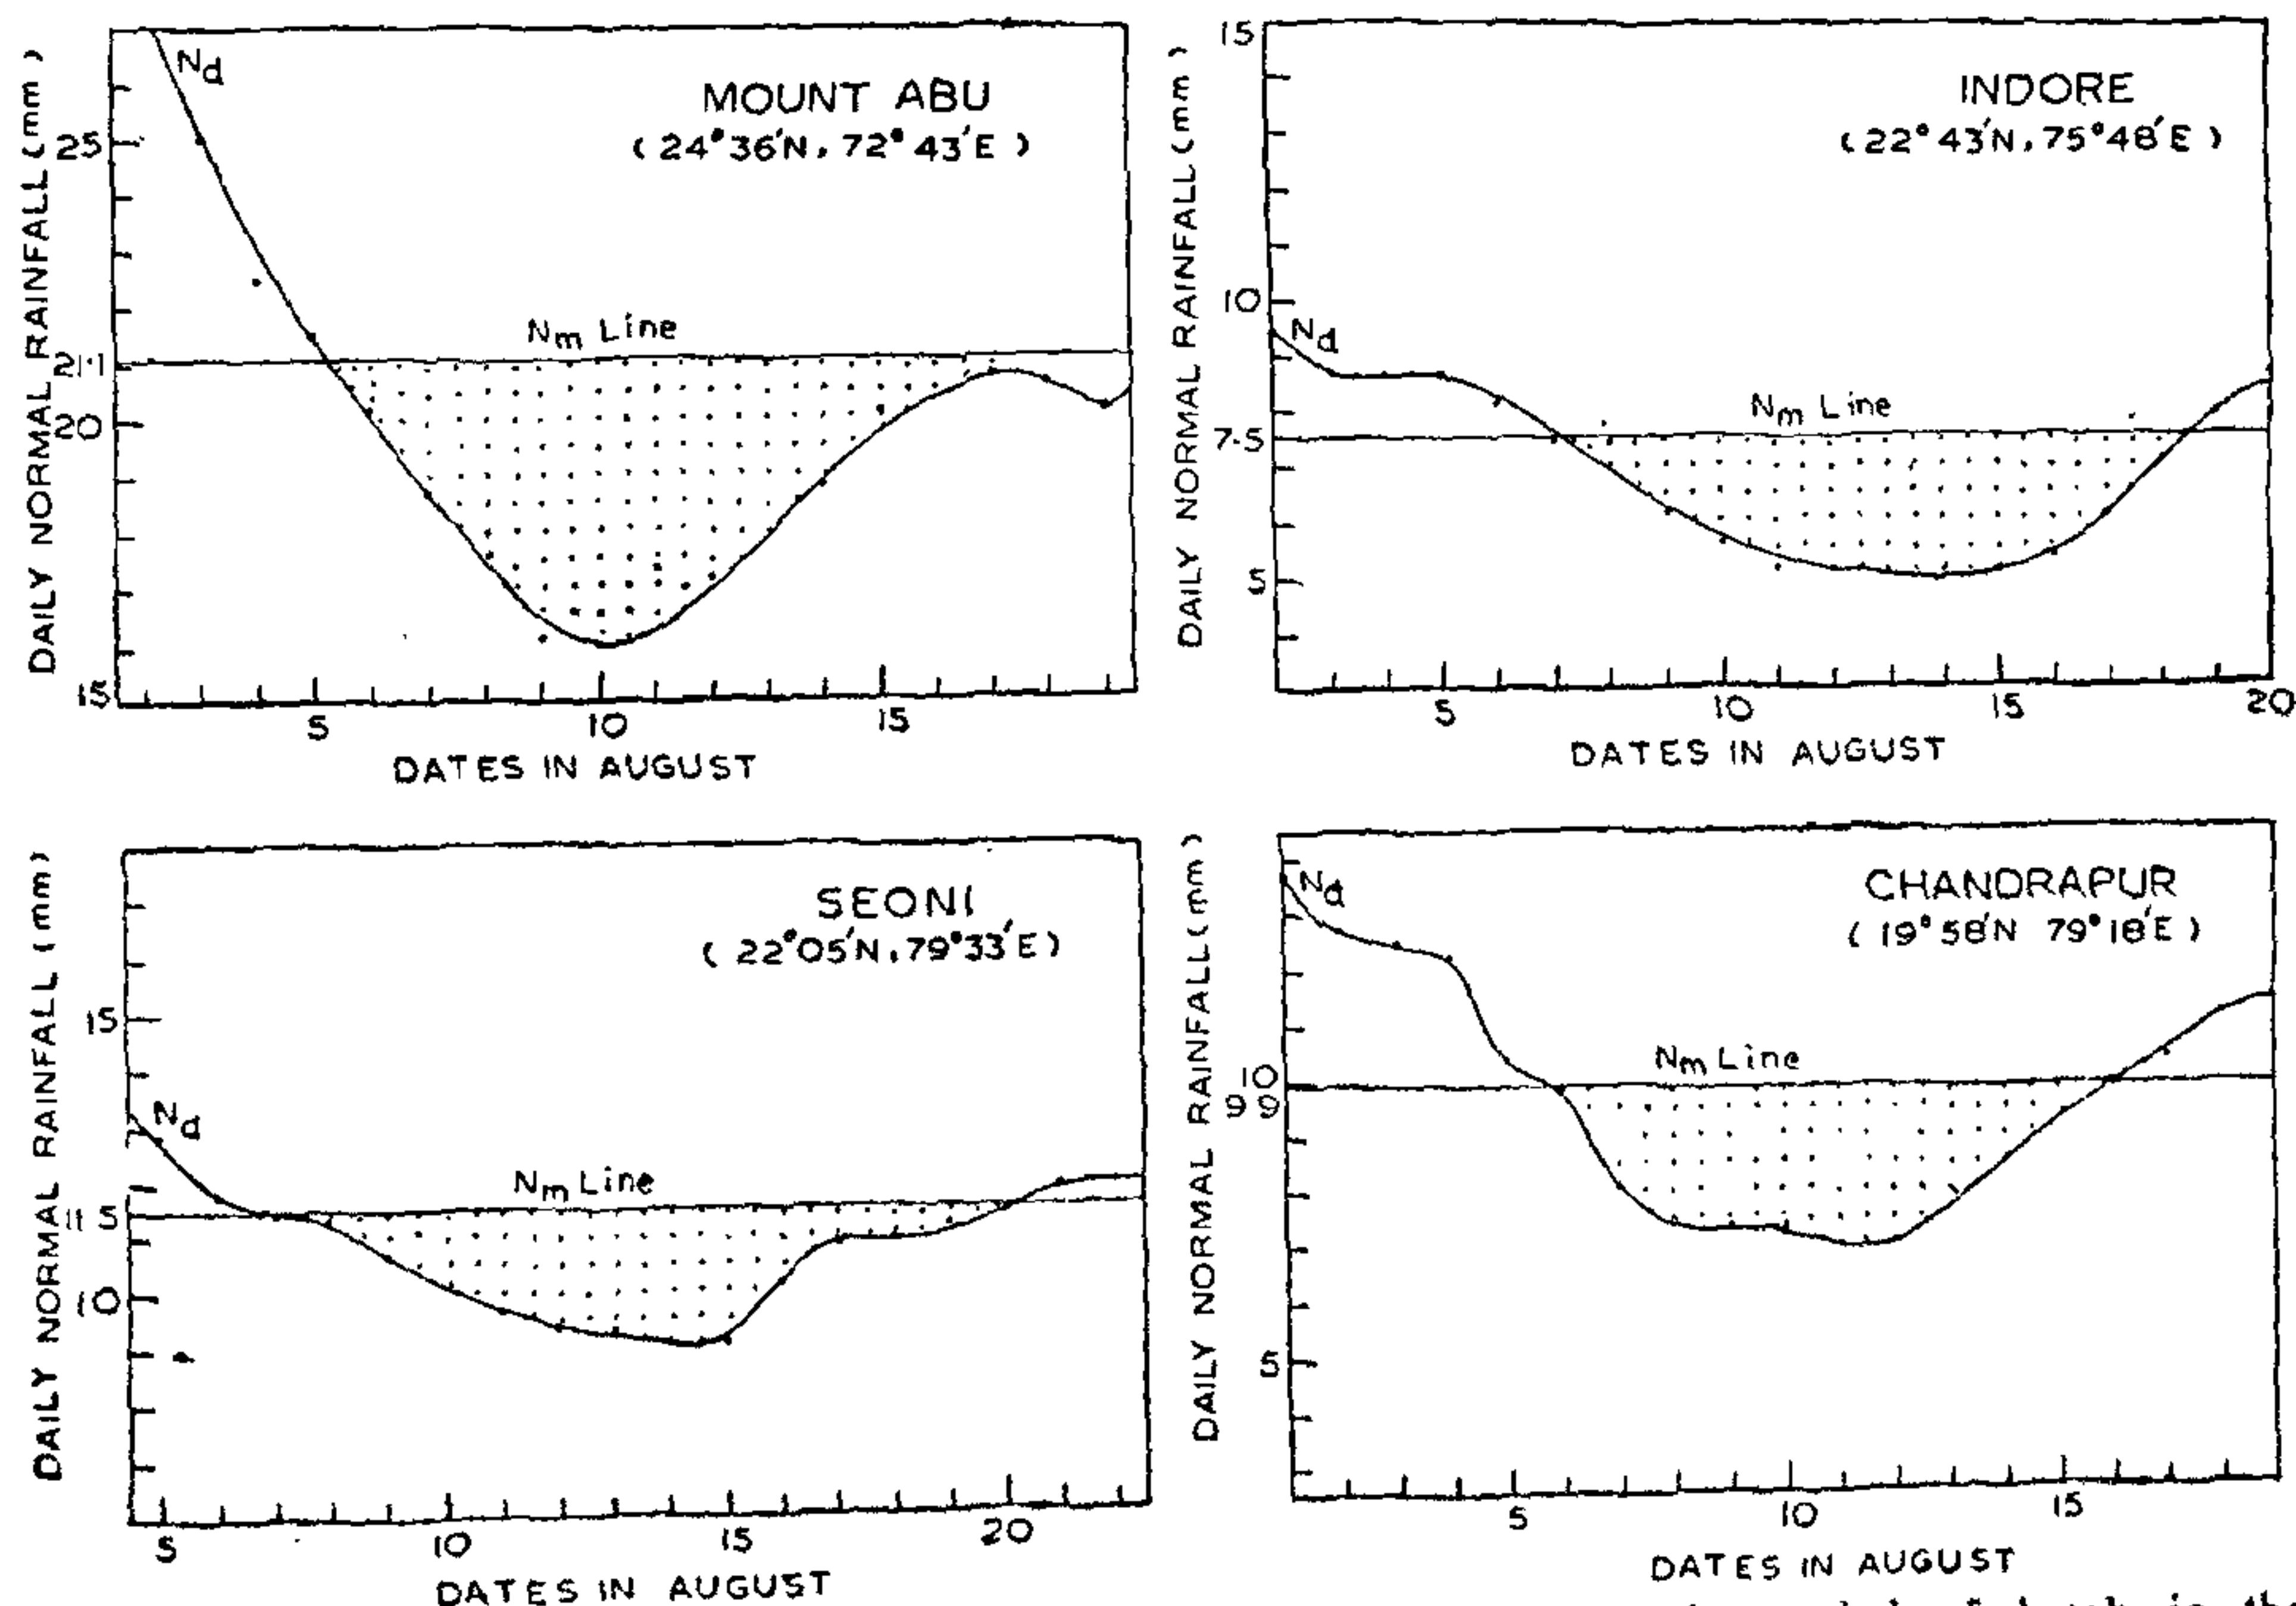 DAILY NORMAL RAINFALL (mm)
Nd
MOUNT ABU
(24°36'N, 72°43'E)
25
Nm Line
21·1
20
15
5
10
15
DATES IN AUGUST
DAILY NORMAL RAINFALL (mm)
15
INDORE
(22°43'N, 75°48'E)
10
Nd
Nm Line
7·5
5
5
10
15
20
DATES IN AUGUST
DAILY NORMAL RAINFALL (mm)
SEONI
(22°05'N, 79°33'E)
15
Nd
Nm Line
11 5
10
5
10
15
20
DATES IN AUGUST
DAILY NORMAL RAINFALL (mm)
Nd
CHANDRAPUR
(19°58'N 79°18'E)
Nm Line
10
9 9
5
5
10
15
DATES IN AUGUST